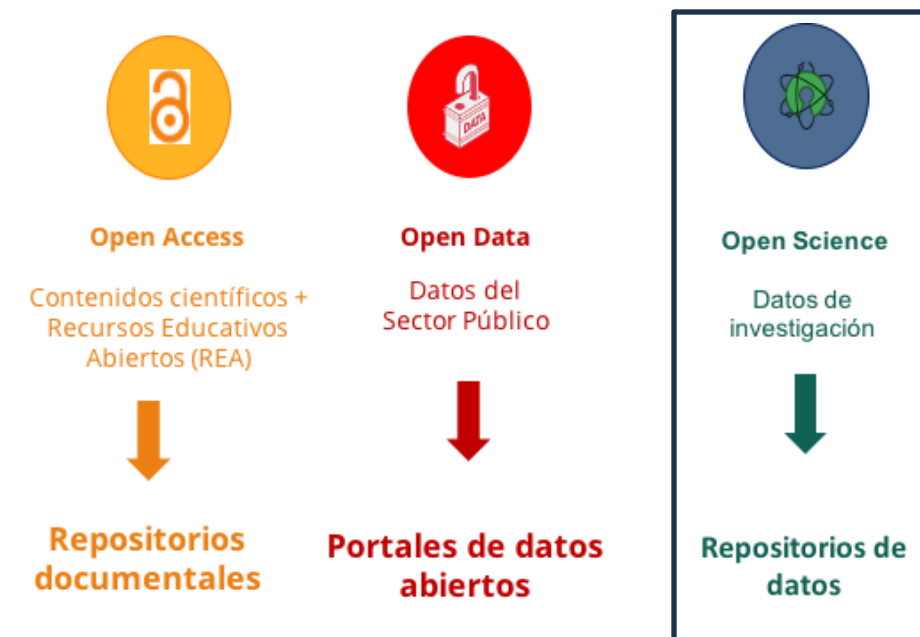 Open Access
Contenidos científicos +
Recursos Educativos
Abiertos (REA)
Repositorios
documentales
DATA
Open Data
Datos del
Sector Público
Portales de datos
abiertos
Open Science
Datos de
investigación
Repositorios de
datos